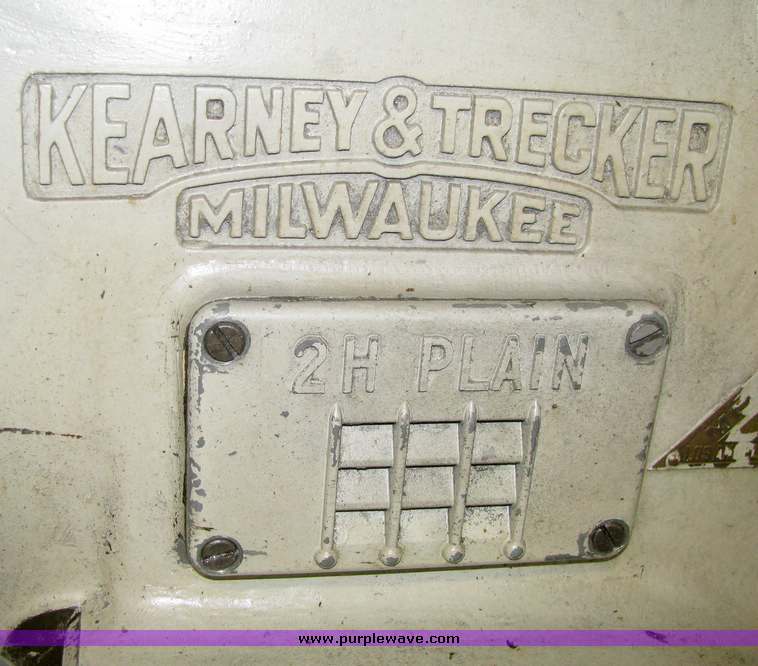 KEARNEY & TRECKER
MILWAUKEE
2H PLAIN
www.purplewave.com